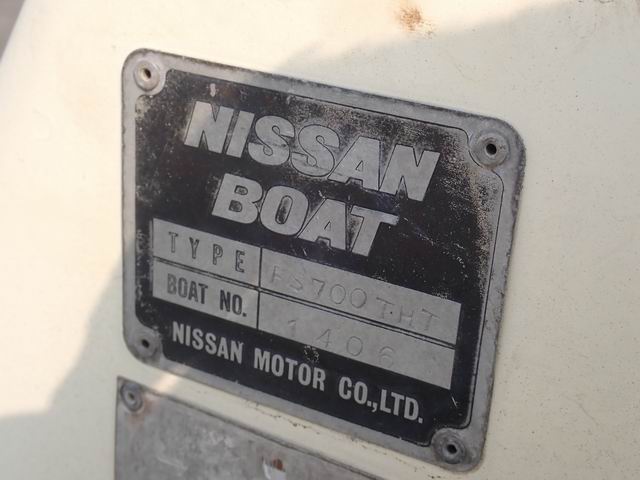 NISSAN
BOAT
TYPE FS700THT
BOAT NO. 1406
NISSAN MOTOR CO.,LTD.